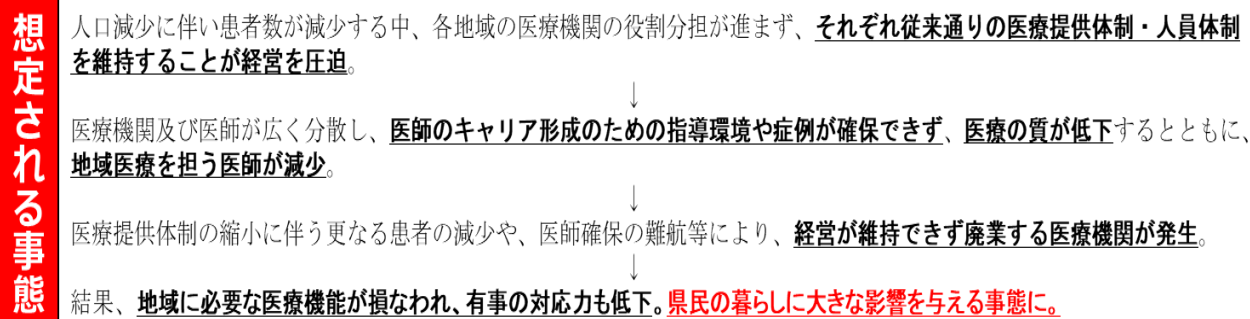 想定される事態
人口減少に伴い患者数が減少する中、各地域の医療機関の役割分担が進まず、それぞれ従来通りの医療提供体制・人員体制
を維持することが経営を圧迫。
↓
医療機関及び医師が広く分散し、医師のキャリア形成のための指導環境や症例が確保できず、医療の質が低下するとともに、
地域医療を担う医師が減少。
↓
医療提供体制の縮小に伴う更なる患者の減少や、医師確保の難航等により、経営が維持できず廃業する医療機関が発生。
↓
結果、地域に必要な医療機能が損なわれ、有事の対応力も低下。県民の暮らしに大きな影響を与える事態に。